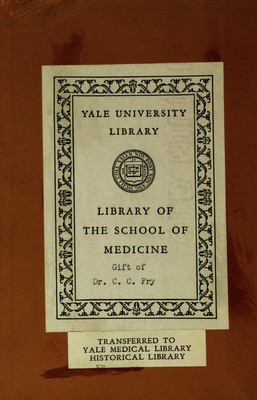 YALE UNIVERSITY
LIBRARY
LIBRARY OF
THE SCHOOL OF
MEDICINE
Gift of
Dr. C. C. Fry
TRANSFERRED TO
YALE MEDICAL LIBRARY
HISTORICAL LIBRARY